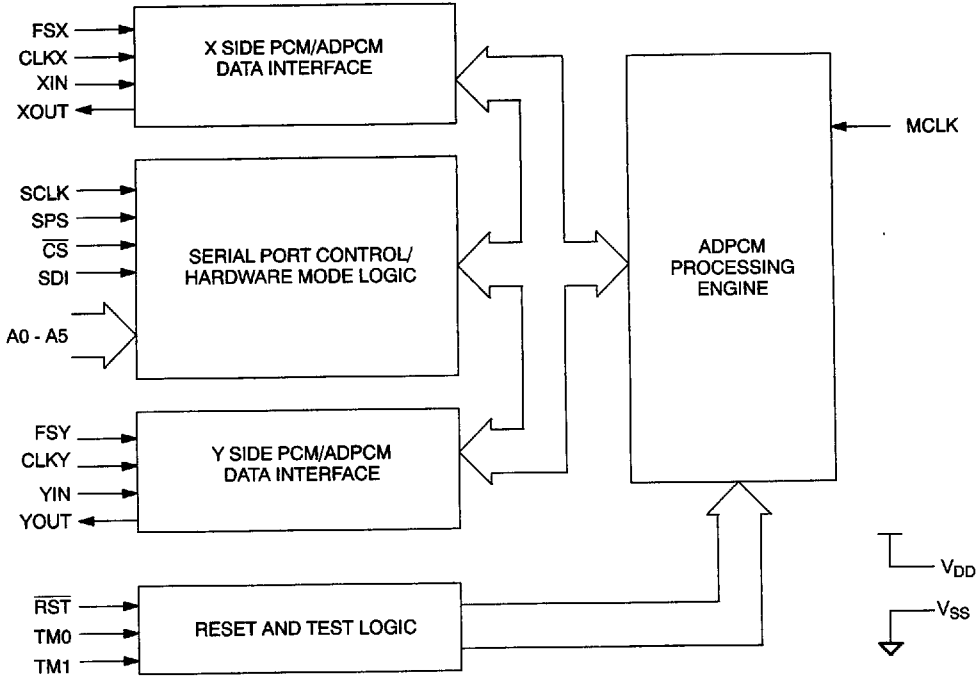 FSX
CLKX
XIN
XOUT
X SIDE PCM/ADPCM
DATA INTERFACE
SCLK
SPS
C̅S̅
SDI
A0 - A5
SERIAL PORT CONTROL/
HARDWARE MODE LOGIC
FSY
CLKY
YIN
YOUT
Y SIDE PCM/ADPCM
DATA INTERFACE
R̅S̅T̅
TM0
TM1
RESET AND TEST LOGIC
ADPCM
PROCESSING
ENGINE
MCLK
VDD
VSS